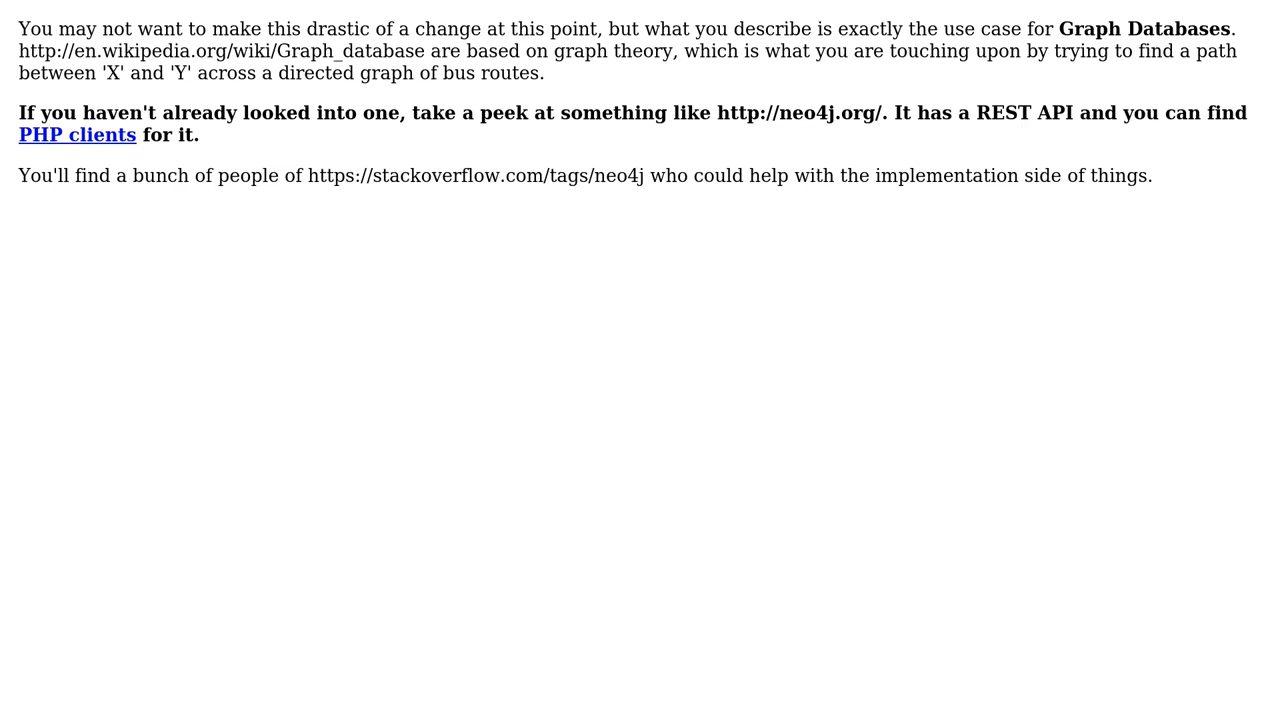 You may not want to make this drastic of a change at this point, but what you describe is exactly the use case for Graph Databases.
http://en.wikipedia.org/wiki/Graph_database are based on graph theory, which is what you are touching upon by trying to find a path
between 'X' and 'Y' across a directed graph of bus routes.
If you haven't already looked into one, take a peek at something like http://neo4j.org/. It has a REST API and you can find
PHP clients for it.
You'll find a bunch of people of https://stackoverflow.com/tags/neo4j who could help with the implementation side of things.